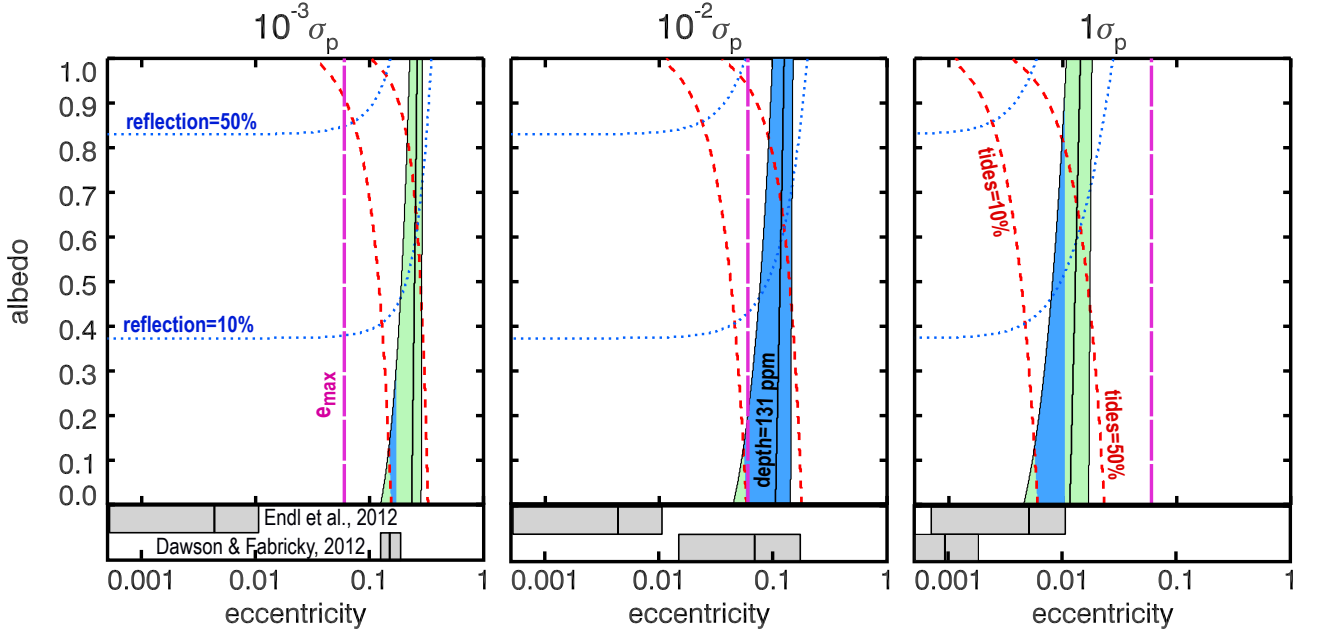 10⁻³σₚ
10⁻²σₚ
1σₚ
albedo
1.0
0.9
0.8
0.7
0.6
0.5
0.4
0.3
0.2
0.1
0.0
reflection=50%
reflection=10%
eₘₐₓ
depth=131 ppm
tides=10%
tides=50%
Endl et al., 2012
Dawson & Fabricky, 2012
0.001 0.01 0.1 1
0.001 0.01 0.1 1
0.001 0.01 0.1 1
eccentricity
eccentricity
eccentricity